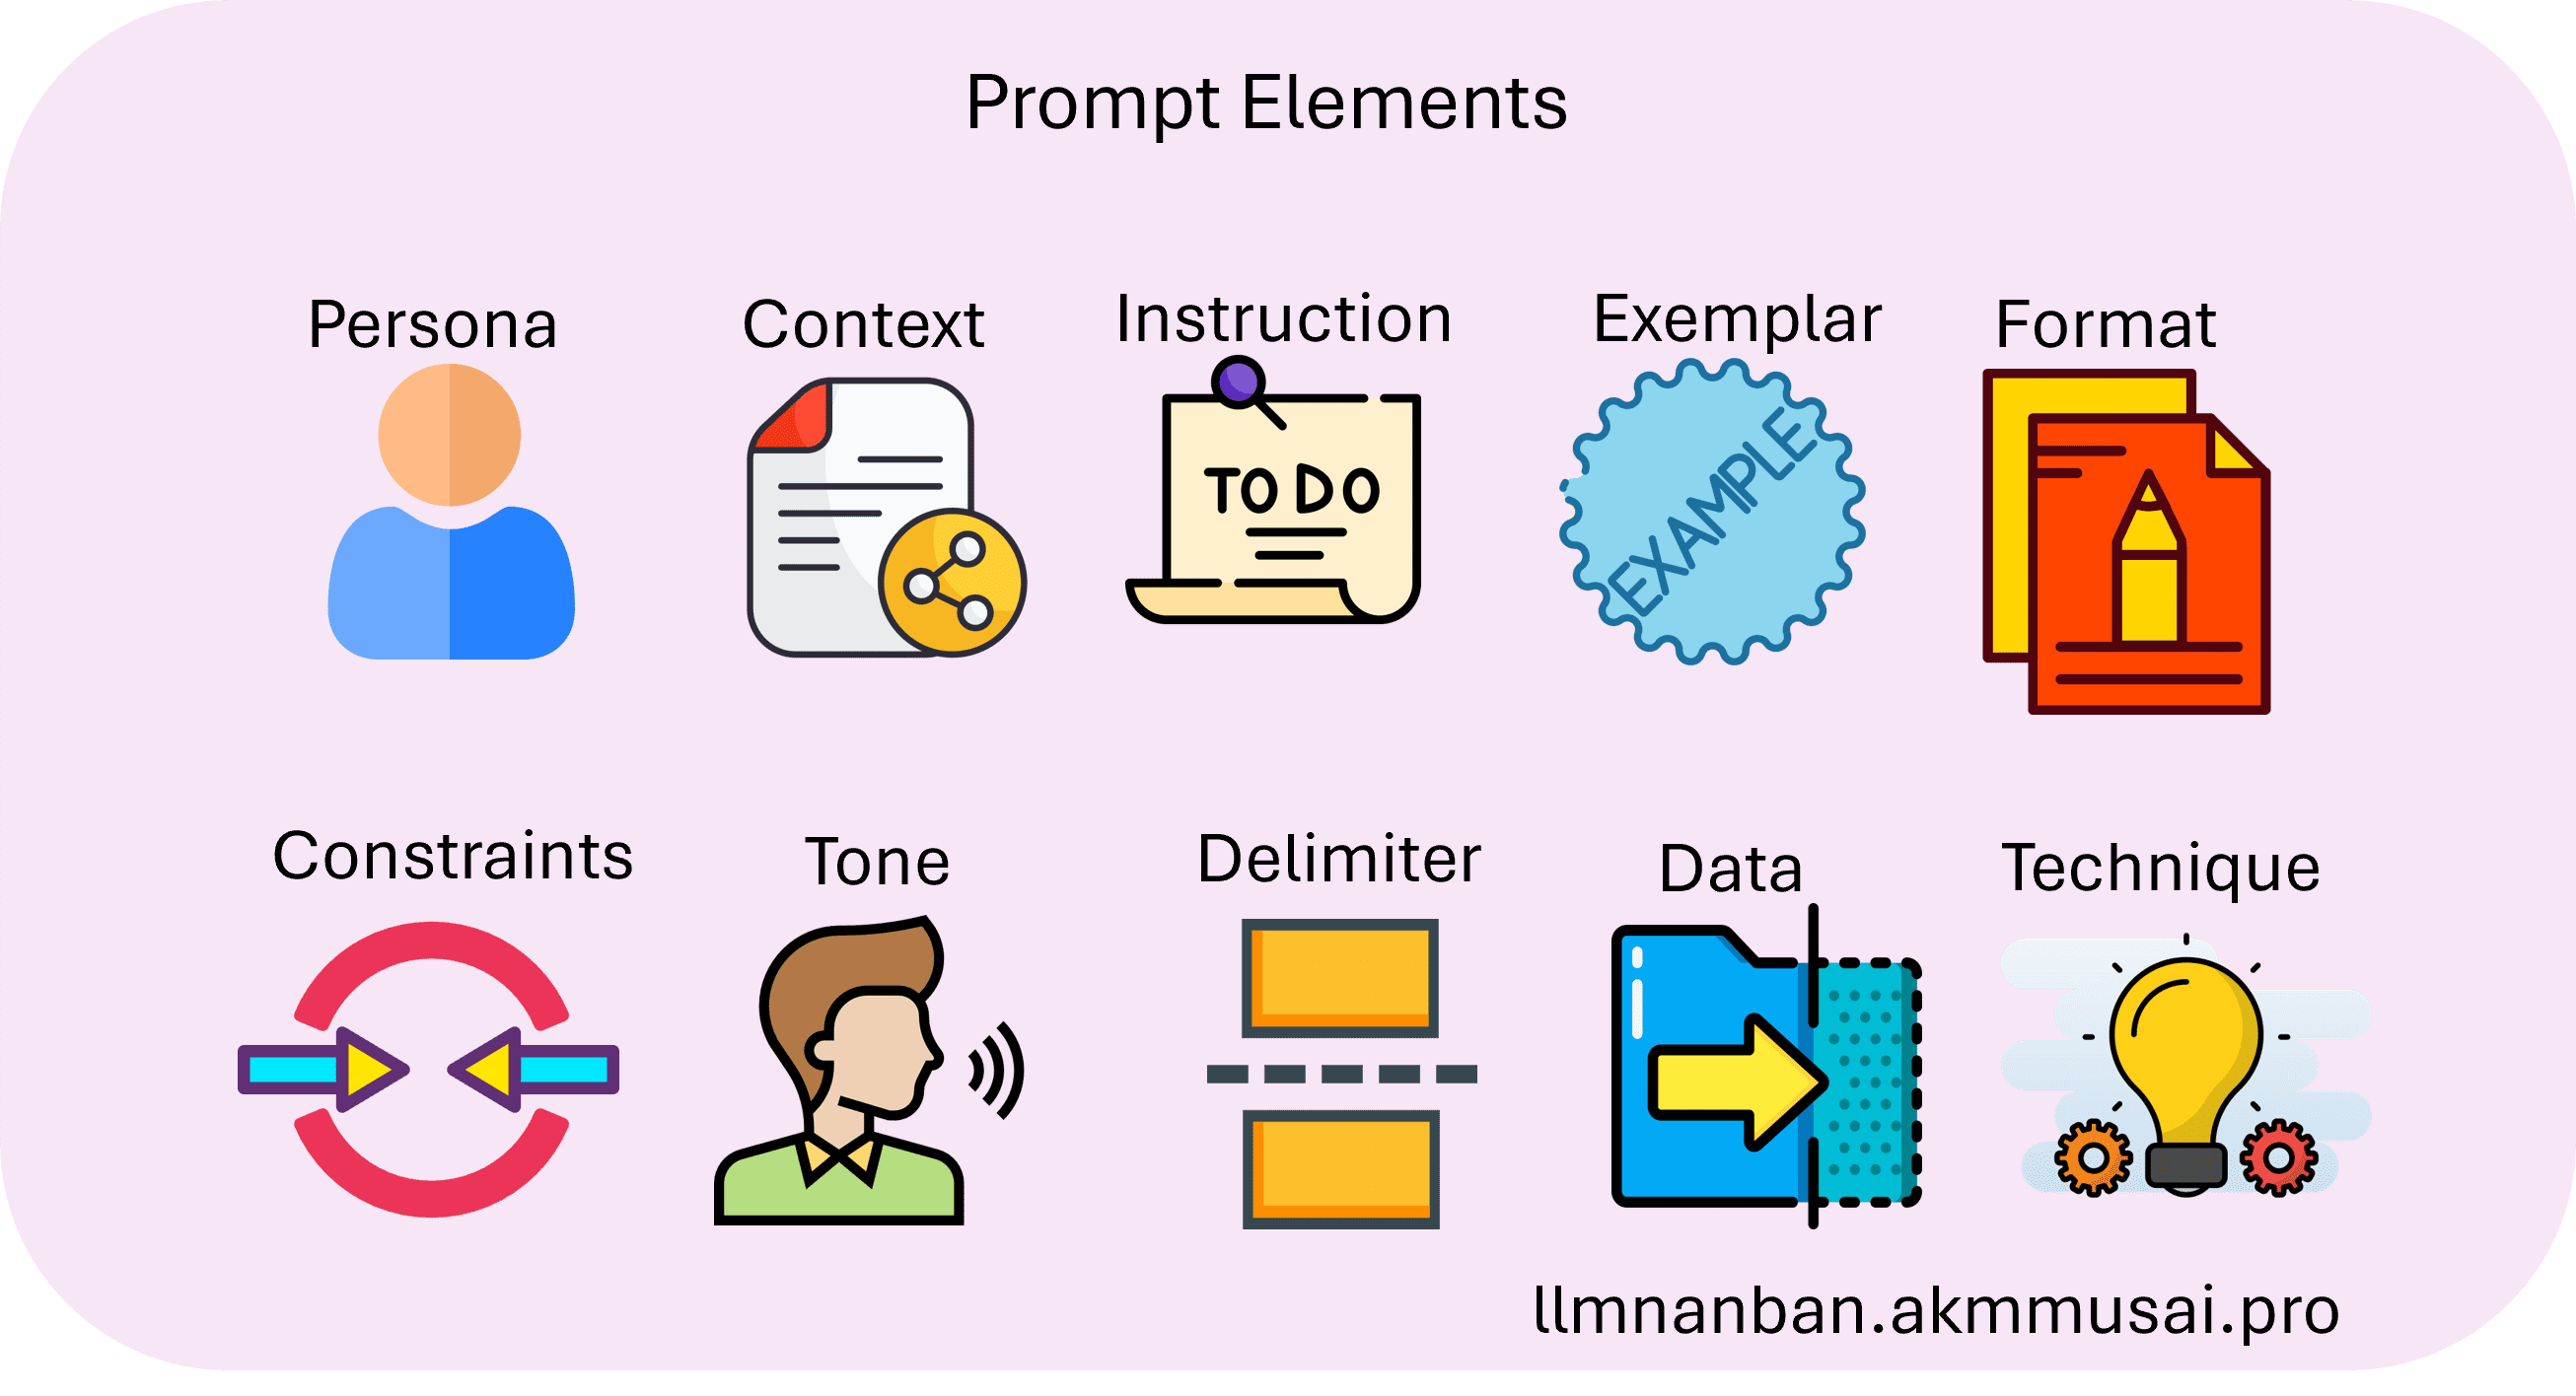 Prompt Elements
Persona
Context
Instruction
Exemplar
Format
TO DO
EXAMPLE
Constraints
Tone
Delimiter
Data
Technique
llmnanban.akmmusai.pro